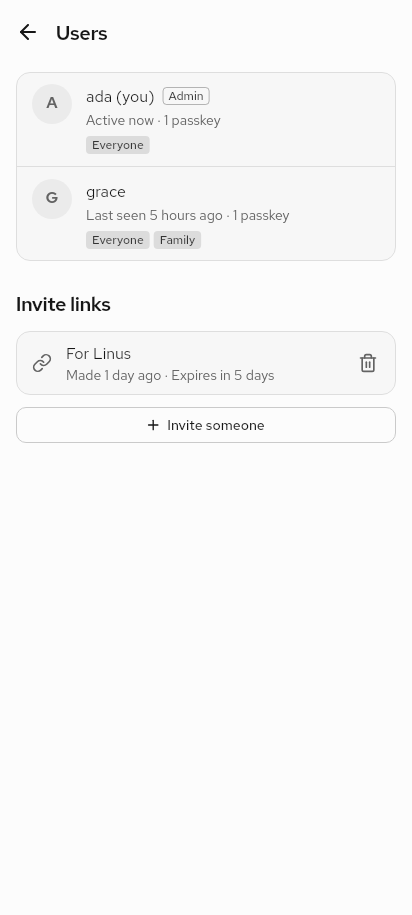 Users
A
ada (you) Admin
Active now · 1 passkey
Everyone
G
grace
Last seen 5 hours ago · 1 passkey
Everyone Family
Invite links
For Linus
Made 1 day ago · Expires in 5 days
+ Invite someone